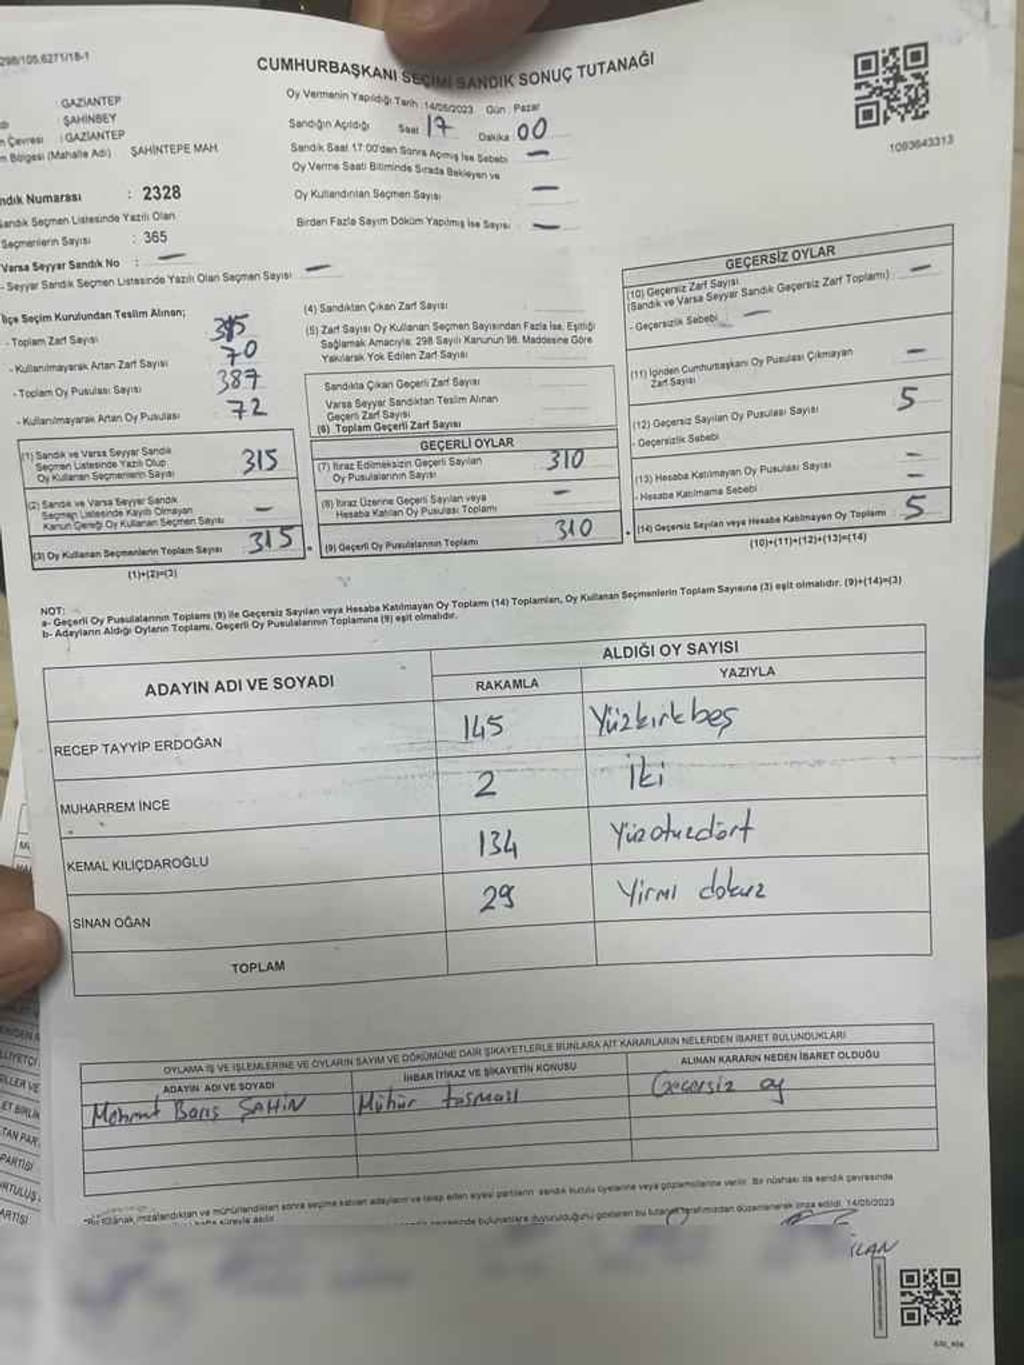 298/105.6271/18-1
CUMHURBAŞKANI SEÇİMİ SANDIK SONUÇ TUTANAĞI
: GAZİANTEP
: ŞAHİNBEY
n Çevresi : GAZİANTEP
m Bölgesi (Mahalle Adı) ŞAHİNTEPE MAH.
ndık Numarası : 2328
Sandık Seçmen Listesinde Yazılı Olan
Seçmenlerin Sayısı : 365
Varsa Seyyar Sandık No : -
- Seyyar Sandık Seçmen Listesinde Yazılı Olan Seçmen Sayısı -
Oy Vermenin Yapıldığı Tarih : 14/05/2023 Gün : Pazar
Sandığın Açıldığı Saat 17 Dakika 00
Sandık Saat 17:00'den Sonra Açmış İse Sebebi -
Oy Verme Saati Bitiminde Sırada Bekleyen ve
Oy Kullandırılan Seçmen Sayısı -
Birden Fazla Sayım Döküm Yapılmış İse Sayısı -
1093643313
İlçe Seçim Kurulundan Teslim Alınan;
- Toplam Zarf Sayısı
- Kullanılmayarak Artan Zarf Sayısı 70
- Toplam Oy Pusulası Sayısı 387
- Kullanılmayarak Artan Oy Pusulası 72
(1) Sandık ve Varsa Seyyar Sandık
Seçmen Listesinde Yazılı Olup
Oy Kullanan Seçmenlerin Sayısı 315
(2) Sandık ve Varsa Seyyar Sandık
Seçmen Listesinde Kayıtlı Olmayan
Kanun Gereği Oy Kullanan Seçmen Sayısı -
(3) Oy Kullanan Seçmenlerin Toplam Sayısı 315
(1)+(2)=(3)
(4) Sandıktan Çıkan Zarf Sayısı
(5) Zarf Sayısı Oy Kullanan Seçmen Sayısından Fazla İse, Eşitliği
Sağlamak Amacıyla, 298 Sayılı Kanunun 98. Maddesine Göre
Yakılarak Yok Edilen Zarf Sayısı
Sandıkta Çıkan Geçerli Zarf Sayısı
Varsa Seyyar Sandıktan Teslim Alınan
Geçerli Zarf Sayısı
(6) Toplam Geçerli Zarf Sayısı
GEÇERLİ OYLAR
(7) İtiraz Edilmeksizin Geçerli Sayılan
Oy Pusulalarının Sayısı 310
(8) İtiraz Üzerine Geçerli Sayılan veya
Hesaba Katılan Oy Pusulası Toplamı -
(9) Geçerli Oy Pusulalarının Toplamı 310
GEÇERSİZ OYLAR
(10) Geçersiz Zarf Sayısı
(Sandık ve Varsa Seyyar Sandık Geçersiz Zarf Toplamı) -
- Geçersizlik Sebebi -
(11) İçinden Cumhurbaşkanı Oy Pusulası Çıkmayan
Zarf Sayısı -
(12) Geçersiz Sayılan Oy Pusulası Sayısı 5
- Geçersizlik Sebebi
(13) Hesaba Katılmayan Oy Pusulası Sayısı -
- Hesaba Katılmama Sebebi -
(14) Geçersiz Sayılan veya Hesaba Katılmayan Oy Toplamı 5
(10)+(11)+(12)+(13)=(14)
NOT:
a- Geçerli Oy Pusulalarının Toplamı (9) ile Geçersiz Sayılan veya Hesaba Katılmayan Oy Toplamı (14) Toplamları, Oy Kullanan Seçmenlerin Toplam Sayısına (3) eşit olmalıdır. (9)+(14)=(3)
b- Adayların Aldığı Oyların Toplamı, Geçerli Oy Pusulalarının Toplamına (9) eşit olmalıdır.
ADAYIN ADI VE SOYADI
ALDIĞI OY SAYISI
RAKAMLA YAZIYLA
RECEP TAYYİP ERDOĞAN 145 Yüzkırkbeş
MUHARREM İNCE 2 İki
KEMAL KILIÇDAROĞLU 134 Yüzotuzdört
SİNAN OĞAN 29 Yirmi dokuz
TOPLAM
OYLAMA İŞ VE İŞLEMLERİNE VE OYLARIN SAYIM VE DÖKÜMÜNE DAİR ŞİKAYETLERLE BUNLARA AİT KARARLARIN NELERDEN İBARET BULUNDUKLARI
ADAYIN ADI VE SOYADI İHBAR İTİRAZ VE ŞİKAYETİN KONUSU ALINAN KARARIN NEDEN İBARET OLDUĞU
Mehmet Barış ŞAHİN Mühür taşması Geçersiz oy
*Bu tutanak, imzalandıktan ve mühürlendikten sonra seçime katılan adayların ve talep eden siyasi partilerin sandık kurulu üyelerine veya gözlemcilerine verilir. Bir nüshası da sandık çevresinde
hafta süreyle asılır.
bulunanlara duyurulduğunu gösteren bu tutanak tarafımızdan düzenlenerek imza edildi. 14/05/2023
İLAN